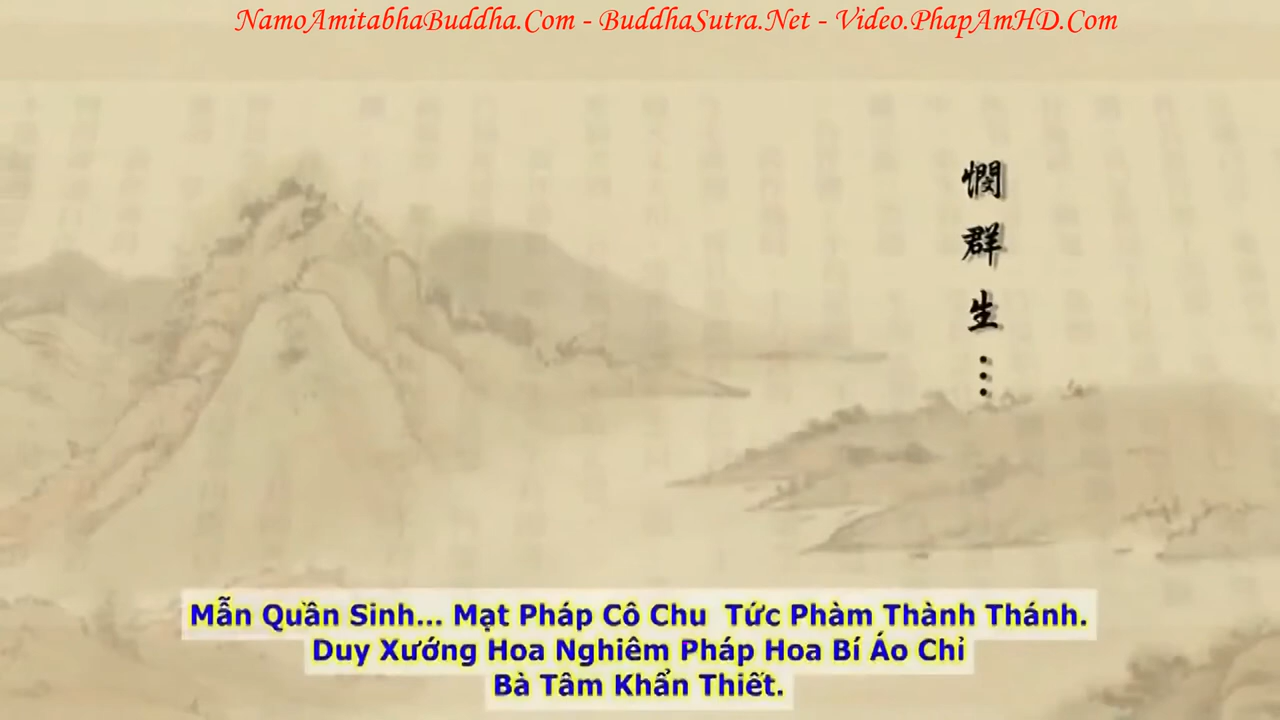 NamoAmitabhaBuddha.Com - BuddhaSutra.Net - Video.PhapAmHD.Com
憫群生…
Mẫn Quần Sinh... Mạt Pháp Cô Chu Tức Phàm Thành Thánh.
Duy Xướng Hoa Nghiêm Pháp Hoa Bí Áo Chỉ
Bà Tâm Khẩn Thiết.